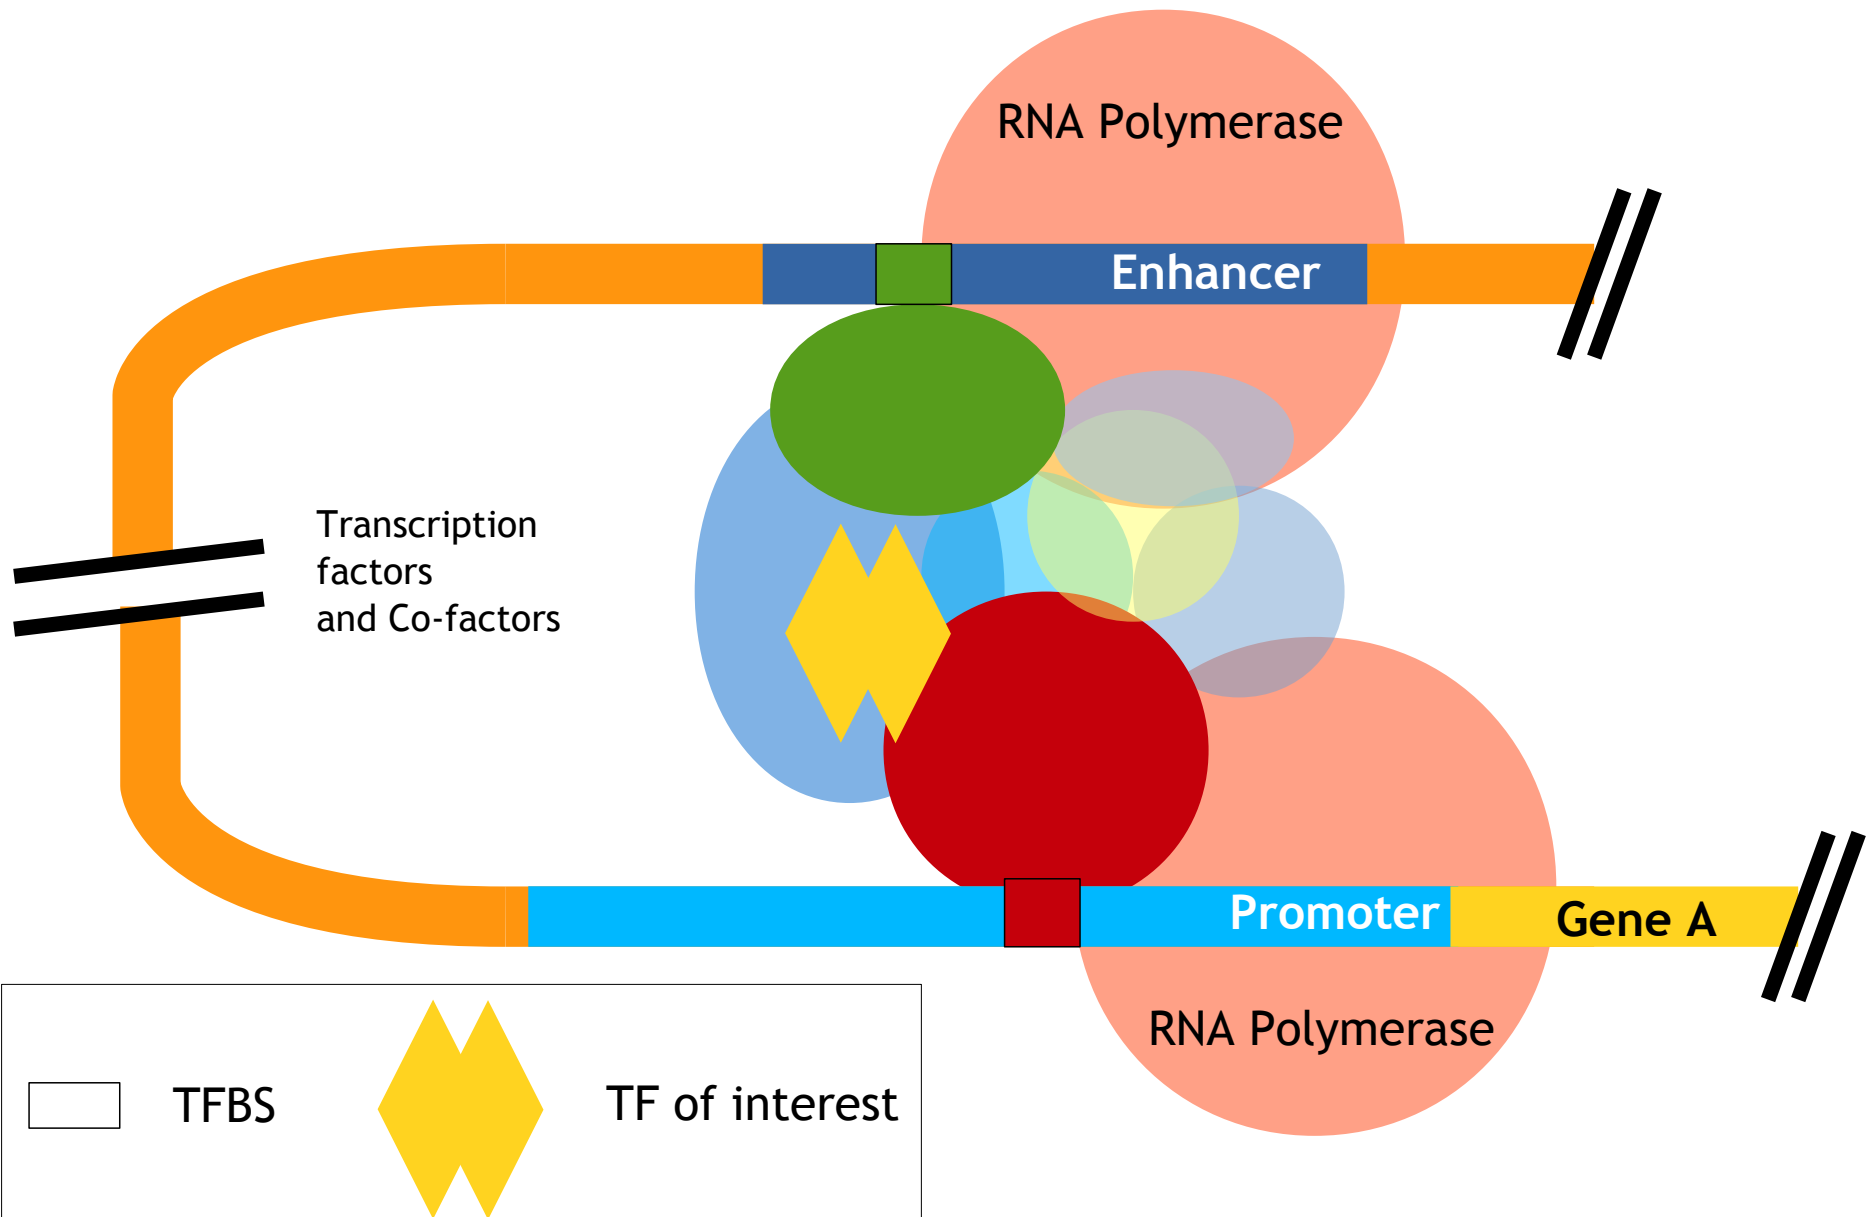 RNA Polymerase
Enhancer
Transcription
factors
and Co-factors
Promoter
Gene A
RNA Polymerase
TFBS
TF of interest